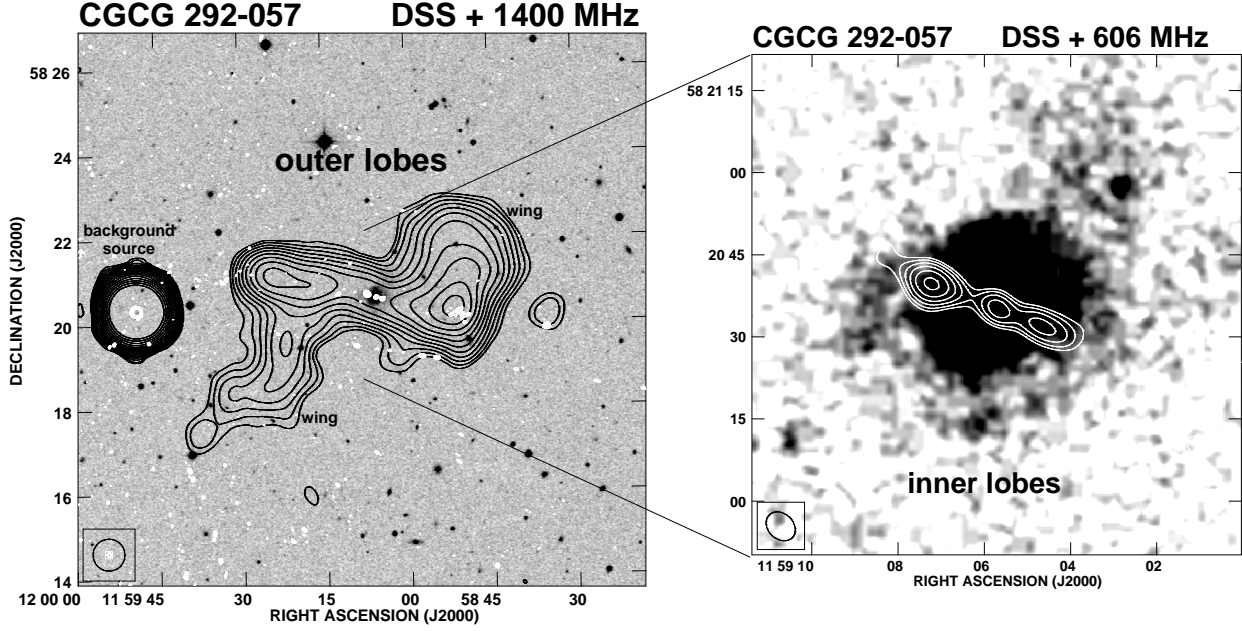 CGCG 292-057 DSS + 1400 MHz
58 26
24
22
20
18
16
14
DECLINATION (J2000)
outer lobes
wing
background
source
wing
12 00 00 11 59 45 30 15 00 58 45 30
RIGHT ASCENSION (J2000)
CGCG 292-057 DSS + 606 MHz
58 21 15
00
20 45
30
15
00
inner lobes
11 59 10 08 06 04 02
RIGHT ASCENSION (J2000)